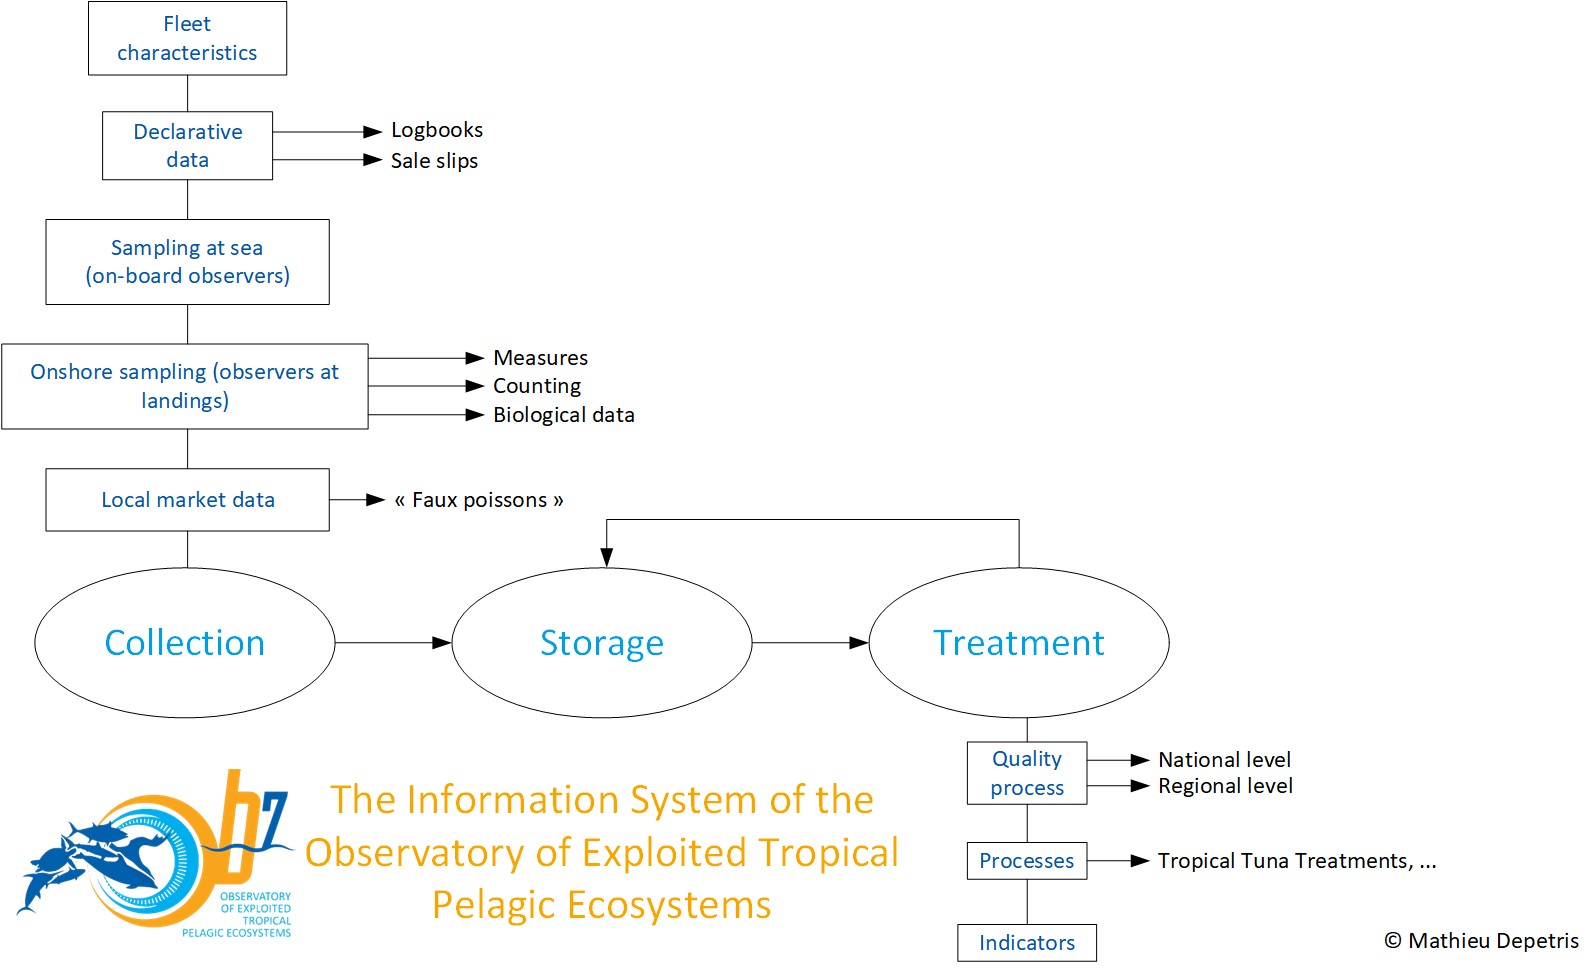 Fleet
characteristics
Declarative
data
Logbooks
Sale slips
Sampling at sea
(on-board observers)
Onshore sampling (observers at
landings)
Measures
Counting
Biological data
Local market data
« Faux poissons »
Collection
Storage
Treatment
Quality
process
National level
Regional level
Processes
Tropical Tuna Treatments, ...
Indicators
Ob7
OBSERVATORY
OF EXPLOITED
TROPICAL
PELAGIC ECOSYSTEMS
The Information System of the
Observatory of Exploited Tropical
Pelagic Ecosystems
© Mathieu Depetris